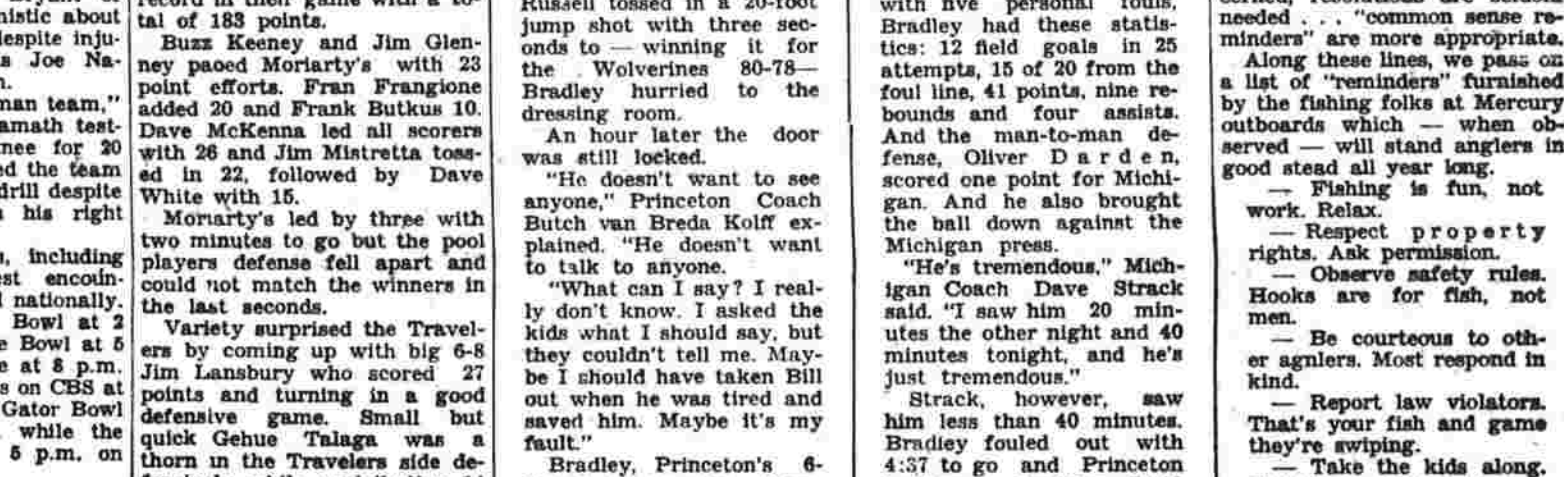 nistic about
despite inju-
s Joe Na-
man team,"
amath test-
nee for 20
ed the team
drill despite
his right
including
est encoun-
nationally.
Bowl at 2
e Bowl at 5
e at 8 p.m.
s on CBS at
Gator Bowl
while the
5 p.m. on
record in their game with a to-
tal of 183 points.
Buzz Keeney and Jim Glen-
ney paoed Moriarty's with 23
point efforts. Fran Frangione
added 20 and Frank Butkus 10.
Dave McKenna led all scorers
with 26 and Jim Mistretta toss-
ed in 22, followed by Dave
White with 15.
Moriarty's led by three with
two minutes to go but the pool
players defense fell apart and
could not match the winners in
the last seconds.
Variety surprised the Travel-
ers by coming up with big 6-8
Jim Lansbury who scored 27
points and turning in a good
defensive game. Small but
quick Gehue Talaga was a
thorn in the Travelers side de-
Russell tossed in a 20-foot
jump shot with three sec-
onds to — winning it for
the Wolverines 80-78—
Bradley hurried to the
dressing room.
An hour later the door
was still locked.
"He doesn't want to see
anyone," Princeton Coach
Butch van Breda Kolff ex-
plained. "He doesn't want
to talk to anyone.
"What can I say? I real-
ly don't know. I asked the
kids what I should say, but
they couldn't tell me. May-
be I should have taken Bill
out when he was tired and
saved him. Maybe it's my
fault."
Bradley, Princeton's 6-
with five personal fouls,
Bradley had these statis-
tics: 12 field goals in 25
attempts, 15 of 20 from the
foul line, 41 points, nine re-
bounds and four assists.
And the man-to-man de-
fense, Oliver Darden,
scored one point for Michi-
gan. And he also brought
the ball down against the
Michigan press.
"He's tremendous," Mich-
igan Coach Dave Strack
said. "I saw him 20 min-
utes the other night and 40
minutes tonight, and he's
just tremendous."
Strack, however, saw
him less than 40 minutes.
Bradley fouled out with
4:37 to go and Princeton
needed . . . "common sense re-
minders" are more appropriate.
Along these lines, we pass on
a list of "reminders" furnished
by the fishing folks at Mercury
outboards which — when ob-
served — will stand anglers in
good stead all year long.
— Fishing is fun, not
work. Relax.
— Respect property
rights. Ask permission.
— Observe safety rules.
Hooks are for fish, not
men.
— Be courteous to oth-
er agnlers. Most respond in
kind.
— Report law violators.
That's your fish and game
they're swiping.
— Take the kids along.